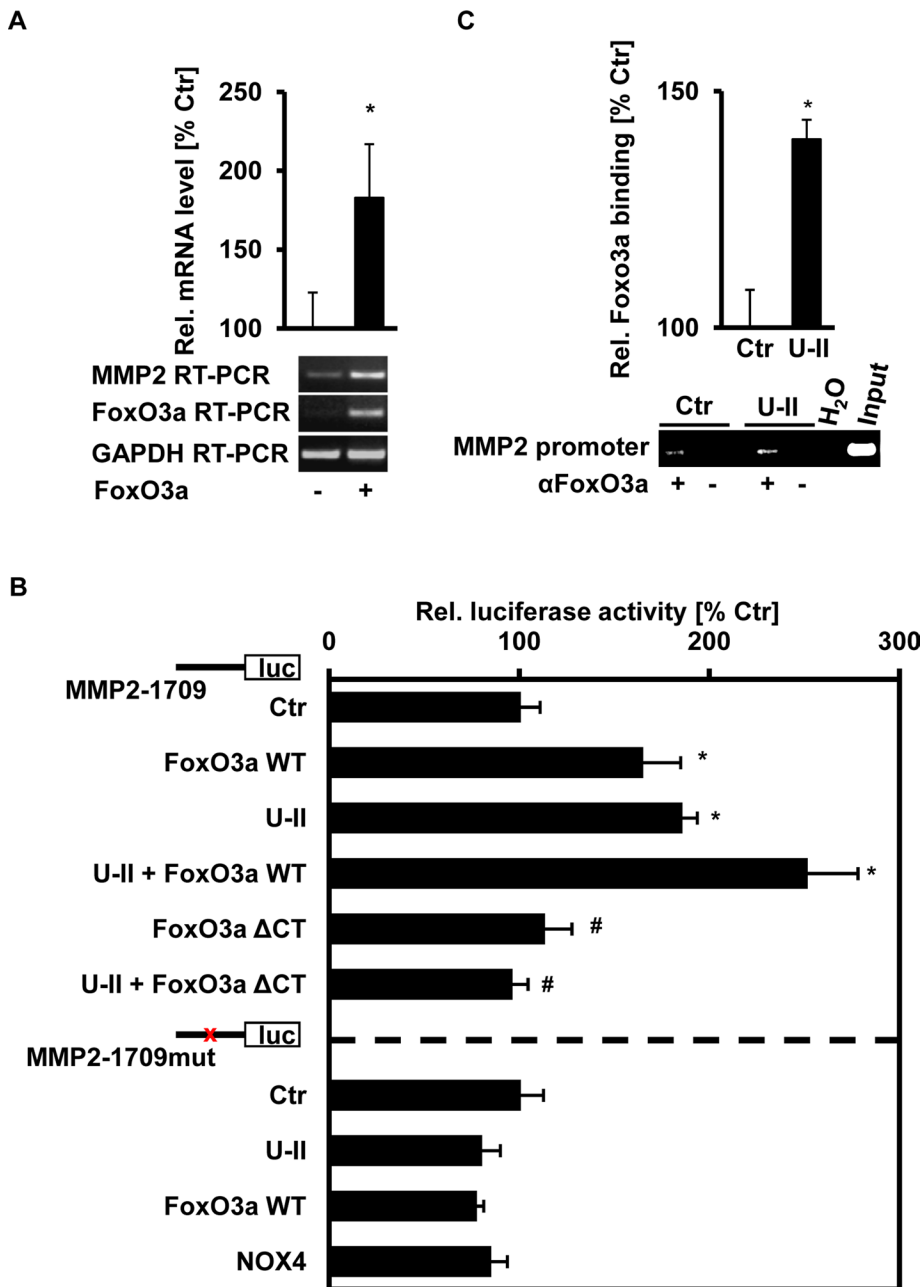 A
Rel. mRNA level [% Ctr]
250
200
150
100
*
MMP2 RT-PCR
FoxO3a RT-PCR
GAPDH RT-PCR
FoxO3a - +
C
Rel. Foxo3a binding [% Ctr]
150
100
*
Ctr U-II
Ctr U-II H₂O Input
MMP2 promoter
αFoxO3a + - + -
B
Rel. luciferase activity [% Ctr]
0 100 200 300
luc
MMP2-1709
Ctr
FoxO3a WT *
U-II *
U-II + FoxO3a WT *
FoxO3a ΔCT #
U-II + FoxO3a ΔCT #
x luc
MMP2-1709mut
Ctr
U-II
FoxO3a WT
NOX4